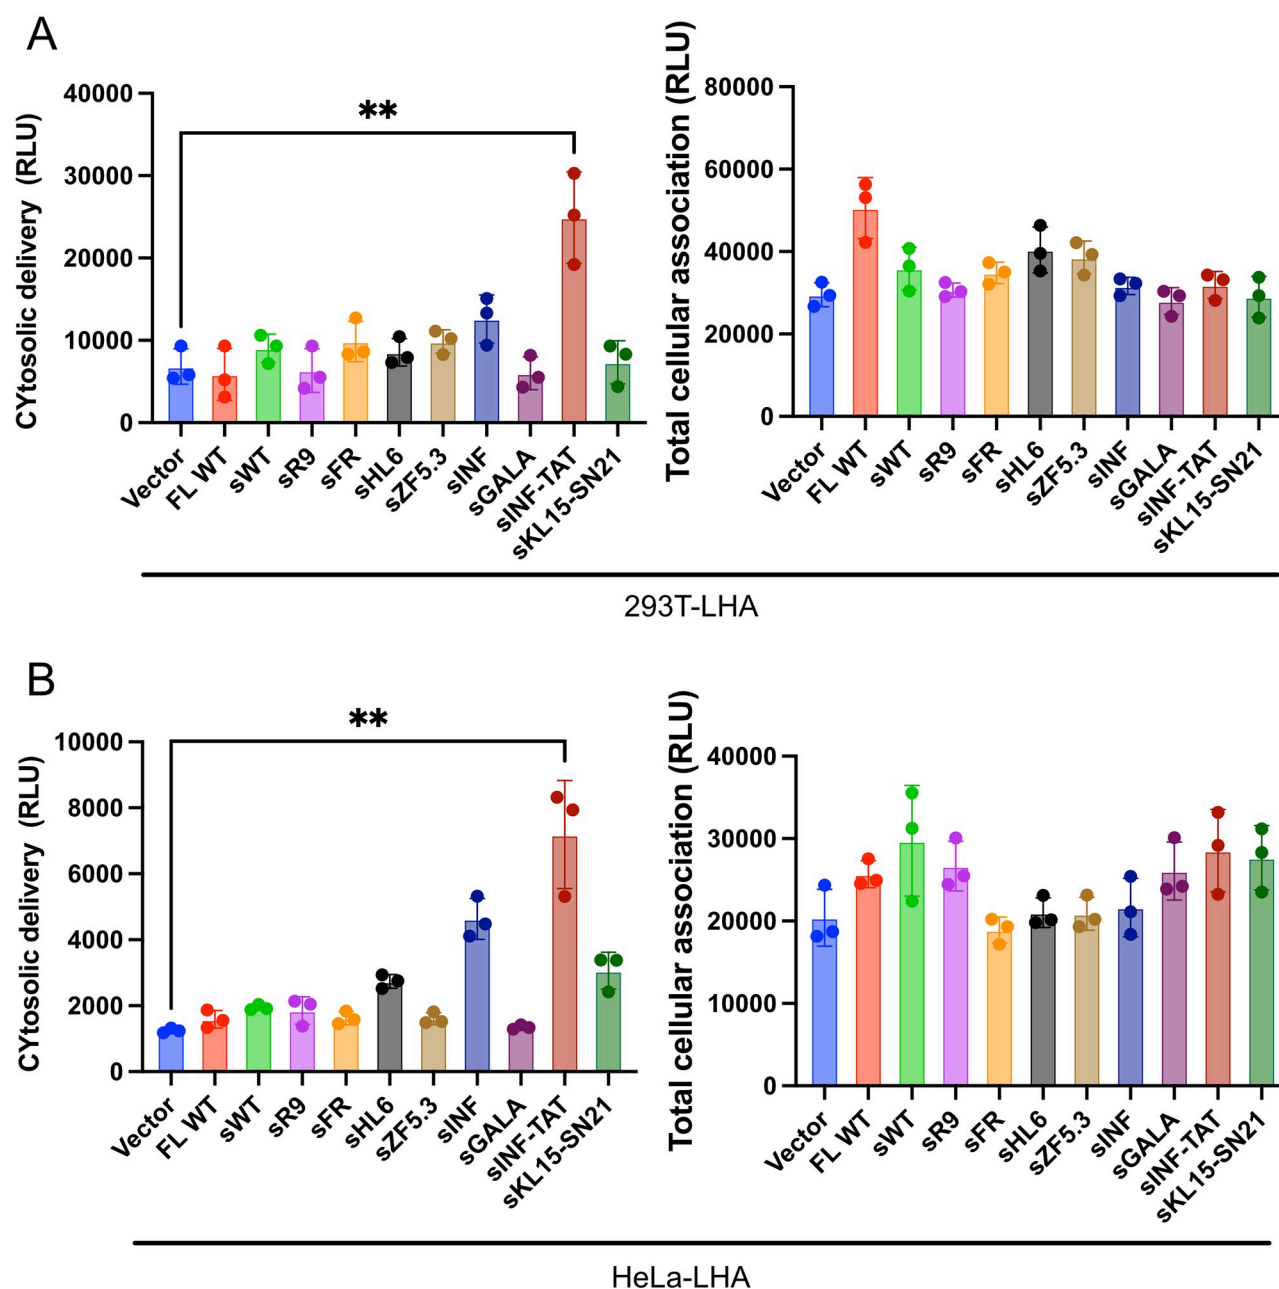 A
CYtosolic delivery (RLU)
40000
30000
20000
10000
0
**
Vector
FL WT
sWT
sR9
sFR
sHL6
sZF5.3
sINF
sGALA
sINF-TAT
sKL15-SN21
Total cellular association (RLU)
80000
60000
40000
20000
0
Vector
FL WT
sWT
sR9
sFR
sHL6
sZF5.3
sINF
sGALA
sINF-TAT
sKL15-SN21
293T-LHA
B
CYtosolic delivery (RLU)
10000
8000
6000
4000
2000
0
**
Vector
FL WT
sWT
sR9
sFR
sHL6
sZF5.3
sINF
sGALA
sINF-TAT
sKL15-SN21
Total cellular association (RLU)
40000
30000
20000
10000
0
Vector
FL WT
sWT
sR9
sFR
sHL6
sZF5.3
sINF
sGALA
sINF-TAT
sKL15-SN21
HeLa-LHA